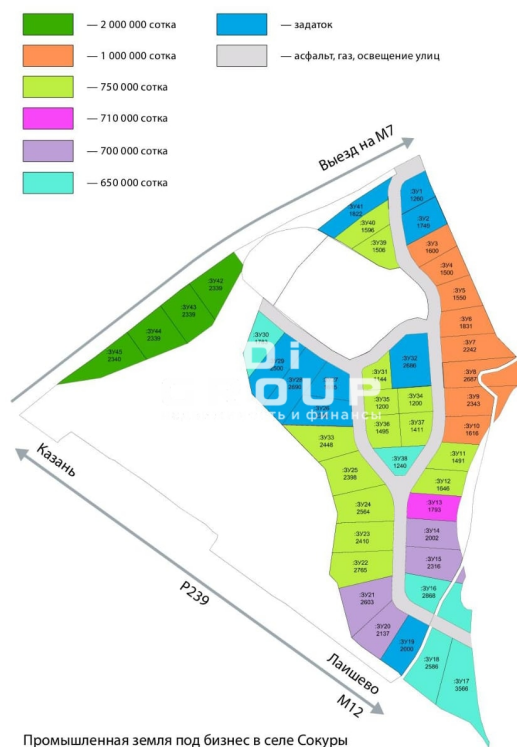 — 2 000 000 сотка
— 1 000 000 сотка
— 750 000 сотка
— 710 000 сотка
— 700 000 сотка
— 650 000 сотка
— задаток
— асфальт, газ, освещение улиц
Выезд на М7
:ЗУ1
1260
:ЗУ2
1746
:ЗУ41
1622
:ЗУ40
1596
:ЗУ39
1506
:ЗУ3
1600
:ЗУ4
1500
:ЗУ5
1550
:ЗУ6
1831
:ЗУ7
2242
:ЗУ8
2687
:ЗУ9
2343
:ЗУ10
1616
:ЗУ42
2339
:ЗУ43
2339
:ЗУ44
2339
:ЗУ45
2340
:ЗУ30
:ЗУ29
2500
:ЗУ32
2686
:ЗУ31
:ЗУ35
1200
:ЗУ34
1200
:ЗУ36
1495
:ЗУ37
1411
:ЗУ38
1240
:ЗУ33
2448
:ЗУ25
2398
:ЗУ24
2564
:ЗУ23
2410
:ЗУ22
2765
:ЗУ21
2603
:ЗУ20
2137
:ЗУ19
2000
:ЗУ11
1491
:ЗУ12
1646
:ЗУ13
1793
:ЗУ14
2002
:ЗУ15
2316
:ЗУ16
2868
:ЗУ18
2586
:ЗУ17
3566
GROUP
недвижимость и финансы
Казань
Р239
Лаишево
М12
Промышленная земля под бизнес в селе Сокуры